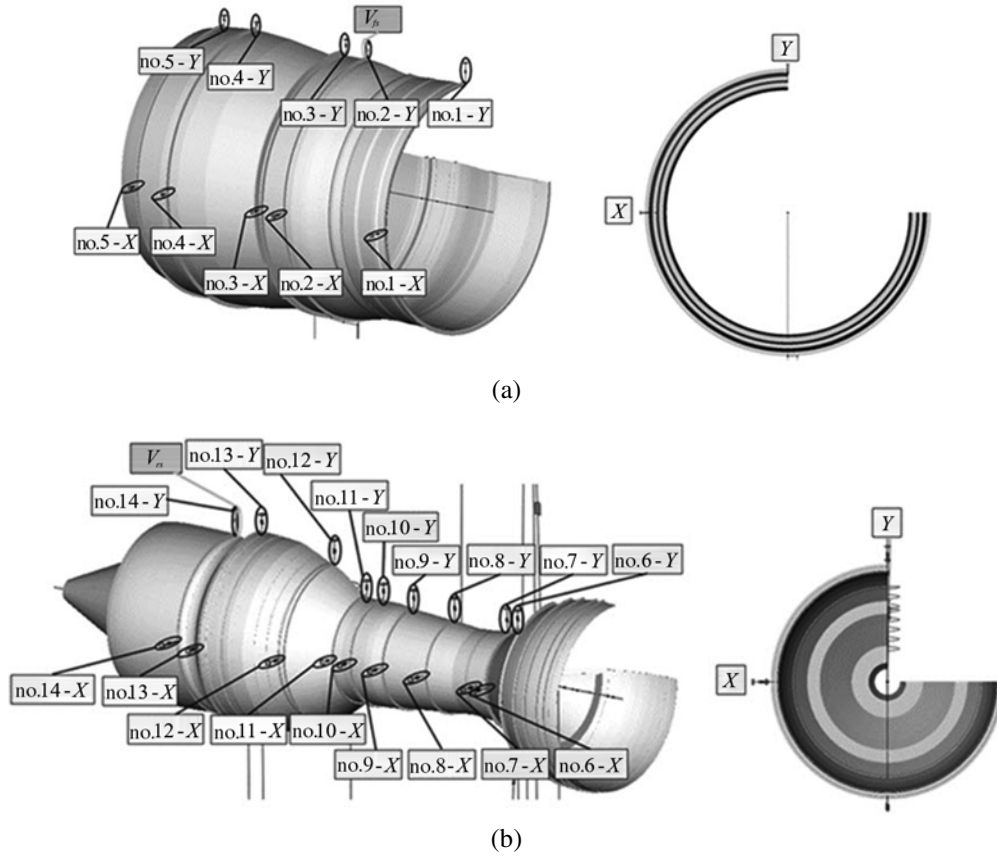 V_fs
Y
no.5 - Y
no.4 - Y
no.3 - Y
no.2 - Y
no.1 - Y
X
no.5 - X
no.4 - X
no.3 - X
no.2 - X
no.1 - X
(a)
no.13 - Y
no.12 - Y
V_rs
no.14 - Y
no.11 - Y
no.10 - Y
Y
no.9 - Y
no.8 - Y
no.7 - Y
no.6 - Y
X
no.14 - X
no.13 - X
no.12 - X
no.11 - X
no.10 - X
no.9 - X
no.8 - X
no.7 - X
no.6 - X
(b)